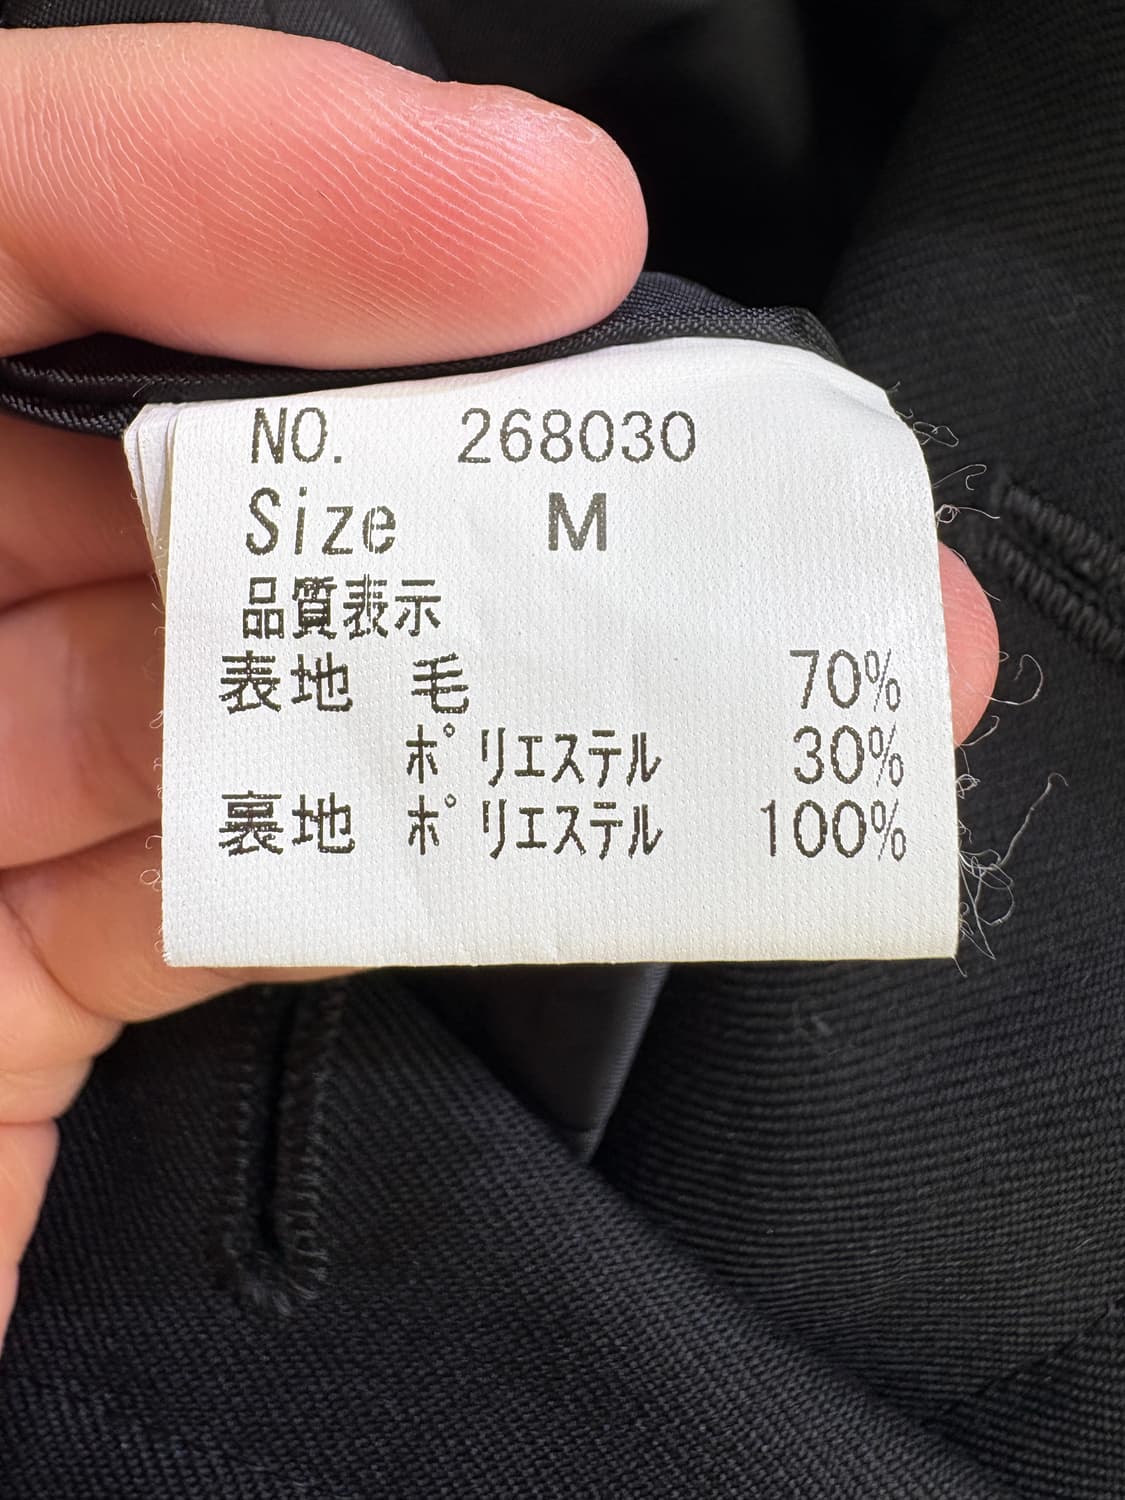 NO. 268030
Size M
品質表示
表地 毛 70%
ポリエステル 30%
裏地 ポリエステル 100%